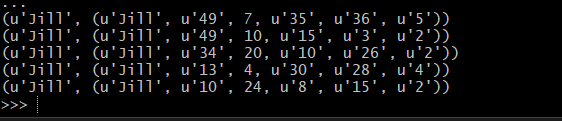 ...
(u'Jill', (u'Jill', u'49', 7, u'35', u'36', u'5'))
(u'Jill', (u'Jill', u'49', 10, u'15', u'3', u'2'))
(u'Jill', (u'Jill', u'34', 20, u'10', u'26', u'2'))
(u'Jill', (u'Jill', u'13', 4, u'30', u'28', u'4'))
(u'Jill', (u'Jill', u'10', 24, u'8', u'15', u'2'))
>>>